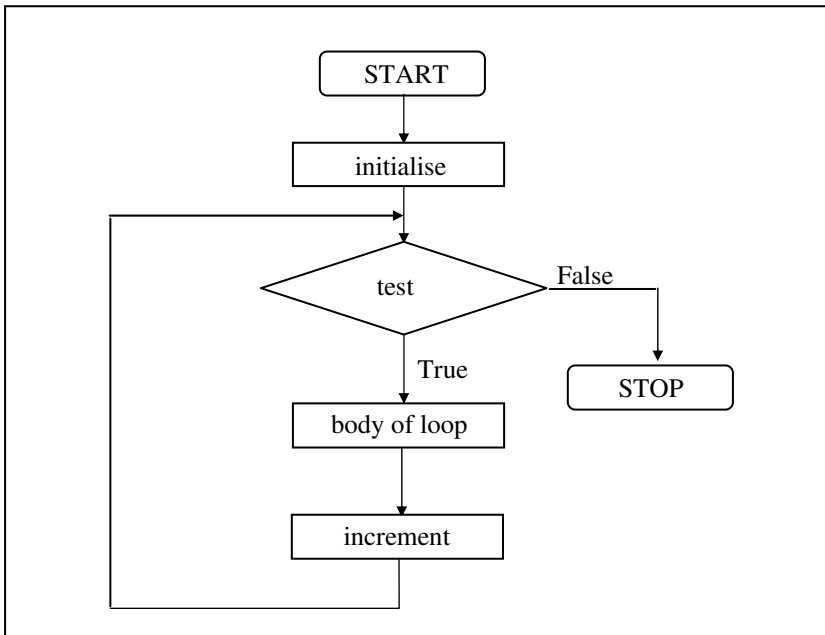 START
initialise
test
False
True
STOP
body of loop
increment